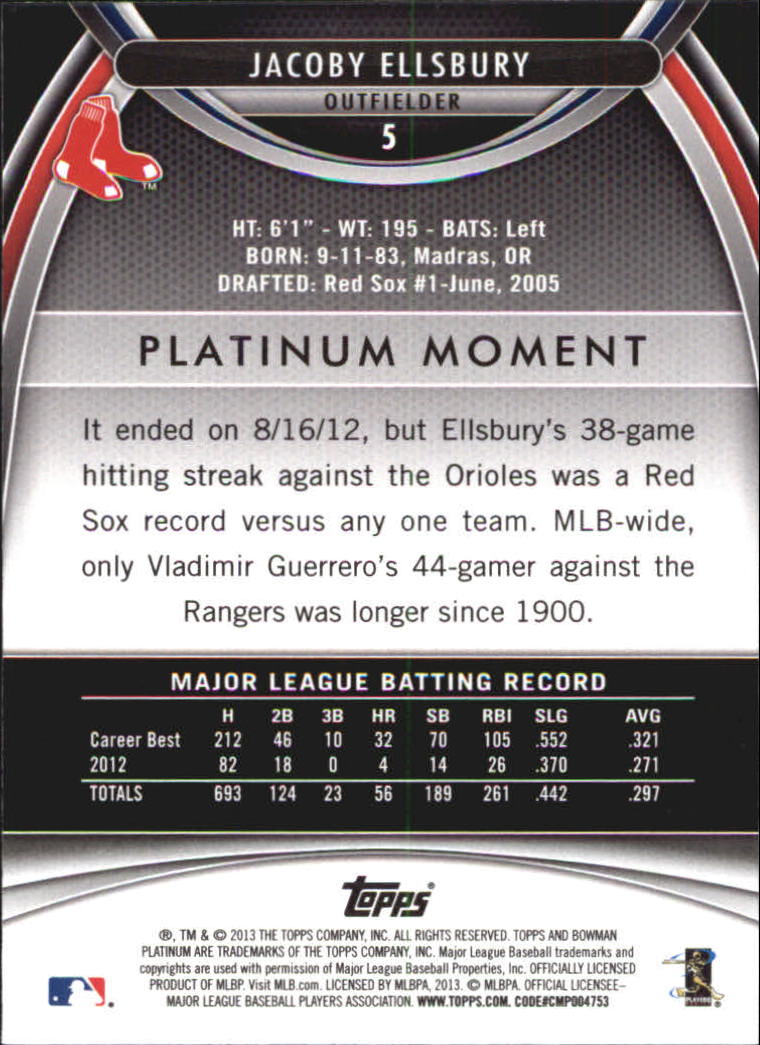 JACOBY ELLSBURY
OUTFIELDER
5
TM
HT: 6'1" - WT: 195 - BATS: Left
BORN: 9-11-83, Madras, OR
DRAFTED: Red Sox #1-June, 2005
PLATINUM MOMENT
It ended on 8/16/12, but Ellsbury's 38-game
hitting streak against the Orioles was a Red
Sox record versus any one team. MLB-wide,
only Vladimir Guerrero's 44-gamer against the
Rangers was longer since 1900.
MAJOR LEAGUE BATTING RECORD
H 2B 3B HR SB RBI SLG AVG
Career Best 212 46 10 32 70 105 .552 .321
2012 82 18 0 4 14 26 .370 .271
TOTALS 693 124 23 56 189 261 .442 .297
topps®
®, TM & © 2013 THE TOPPS COMPANY, INC. ALL RIGHTS RESERVED. TOPPS AND BOWMAN
PLATINUM ARE TRADEMARKS OF THE TOPPS COMPANY, INC. Major League Baseball trademarks and
copyrights are used with permission of Major League Baseball Properties, Inc. OFFICIALLY LICENSED
PRODUCT OF MLBP. Visit MLB.com. LICENSED BY MLBPA, 2013. © MLBPA. OFFICIAL LICENSEE–
MAJOR LEAGUE BASEBALL PLAYERS ASSOCIATION. WWW.TOPPS.COM. CODE#CMP004753
PLAYERS